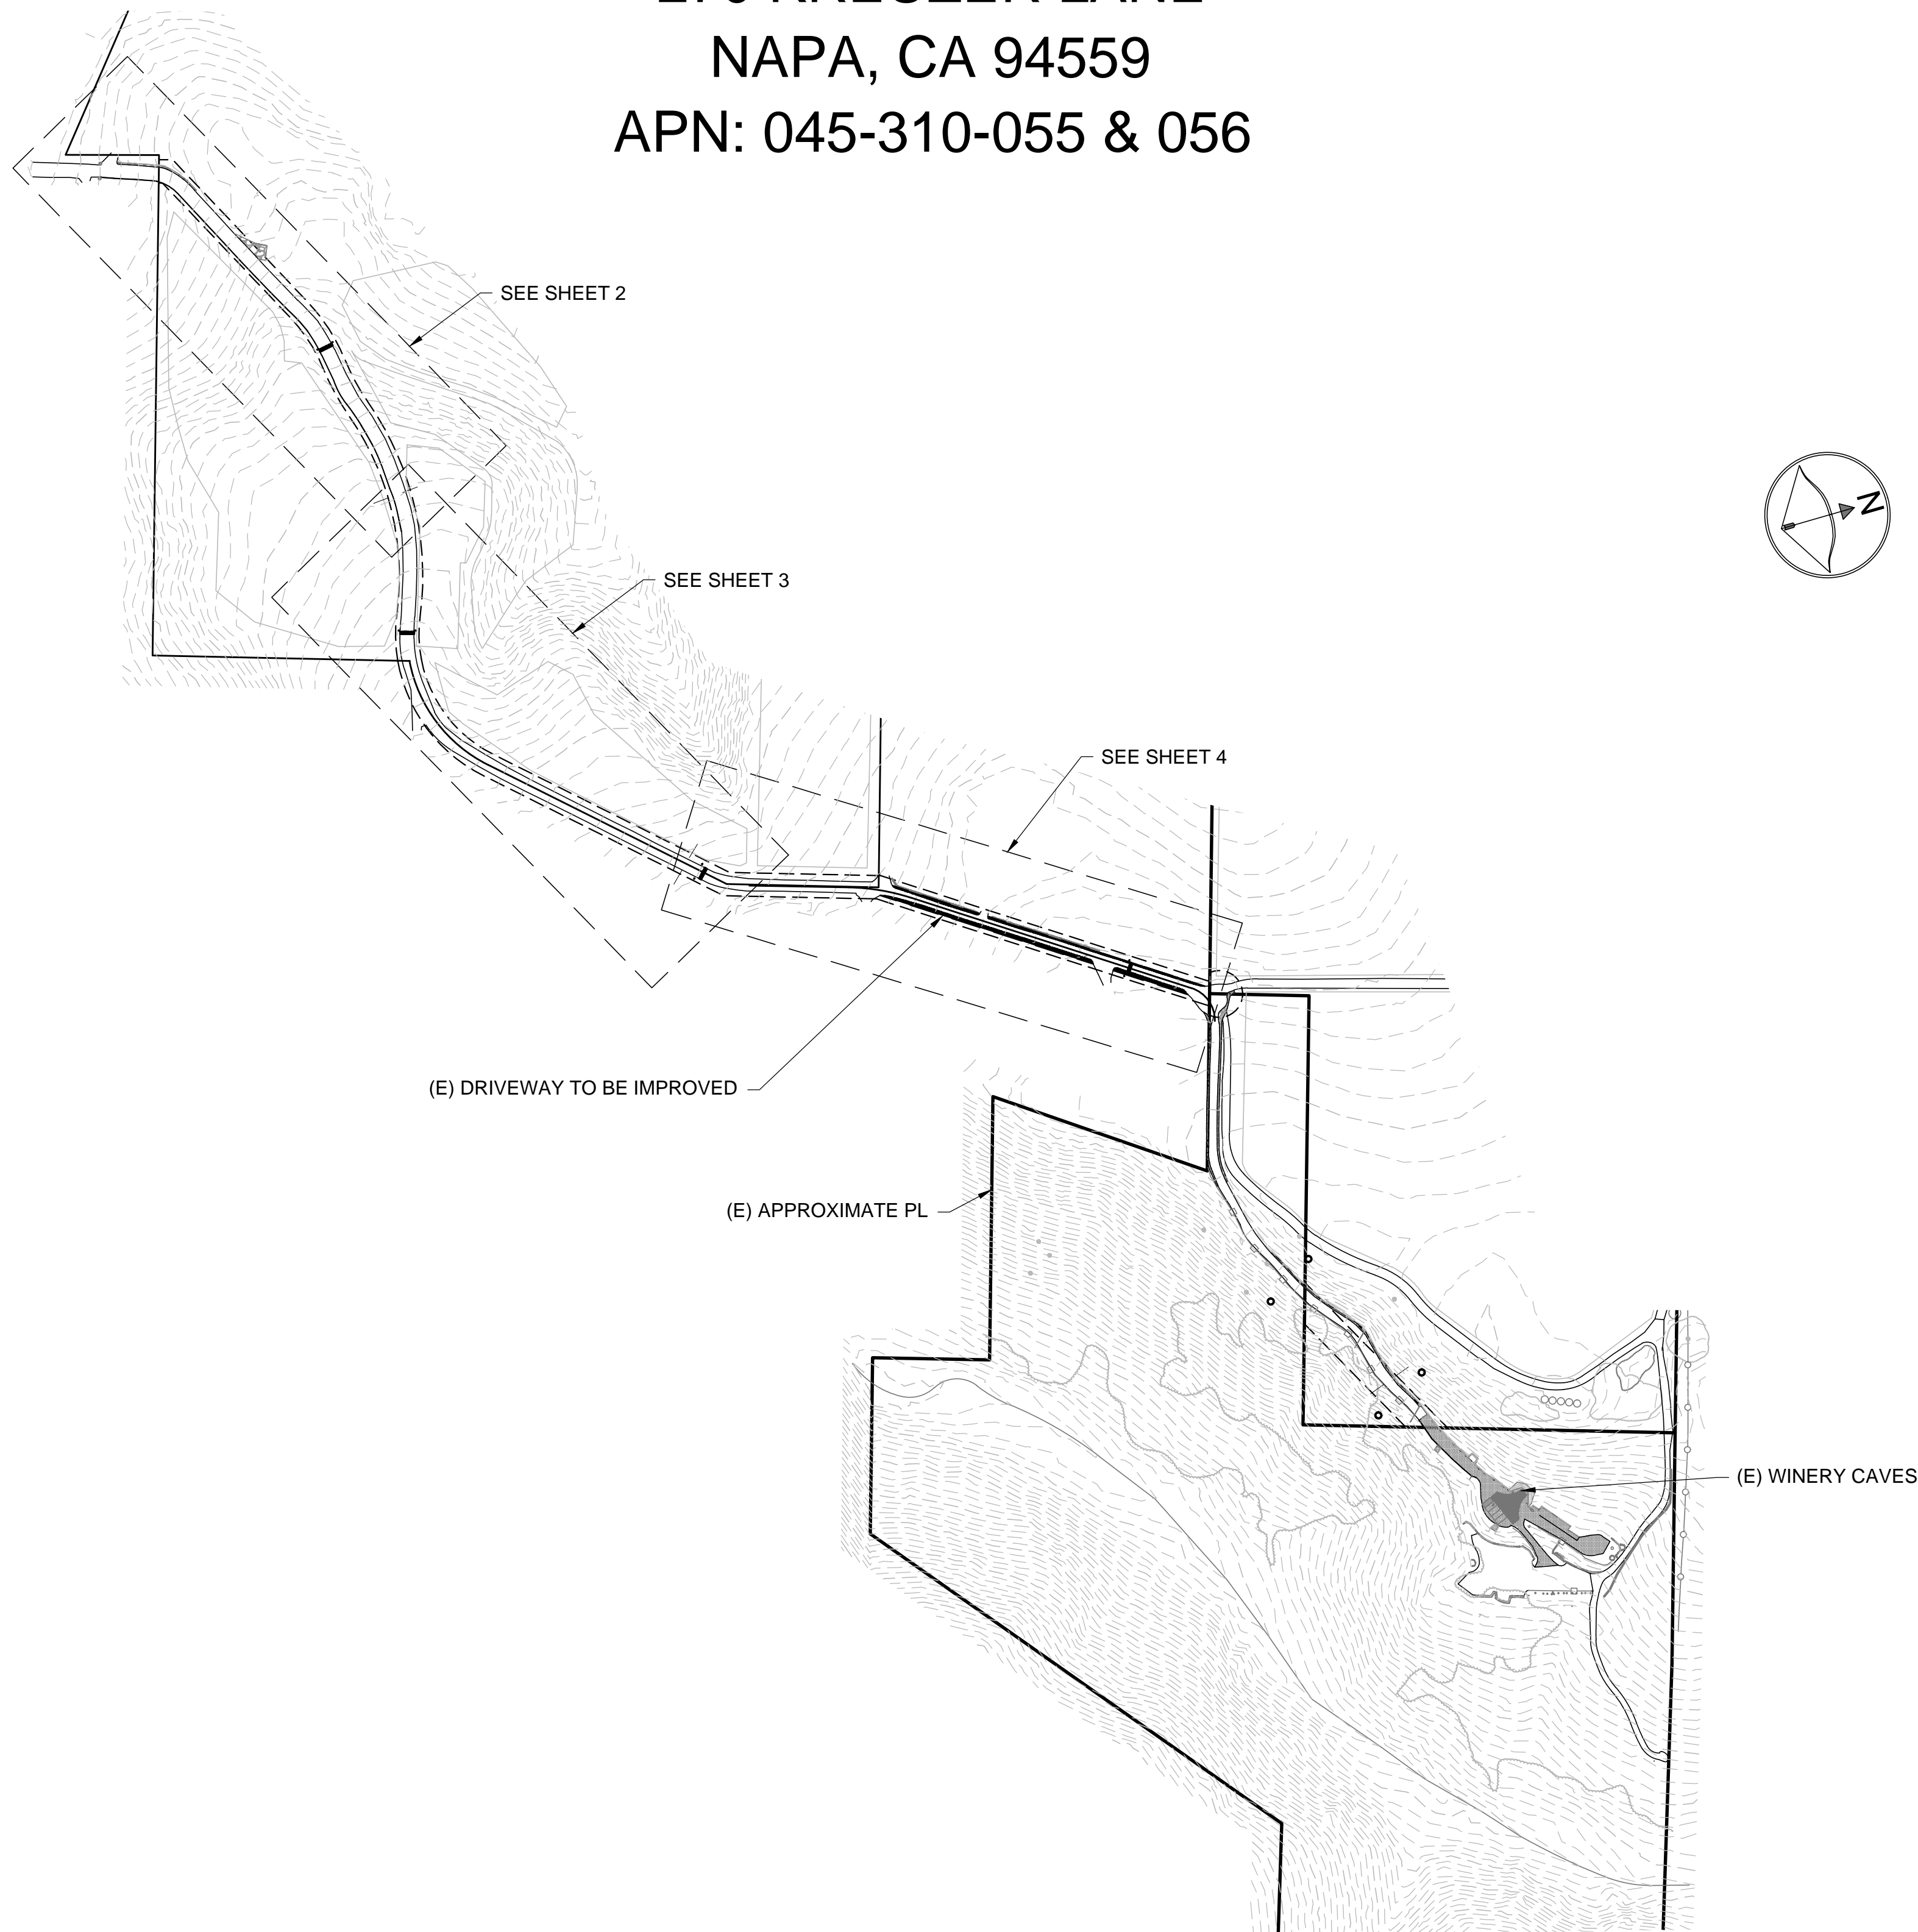 NAPA, CA 94559
APN: 045-310-055 & 056
SEE SHEET 2
N
SEE SHEET 3
SEE SHEET 4
(E) DRIVEWAY TO BE IMPROVED
(E) APPROXIMATE PL
(E) WINERY CAVES